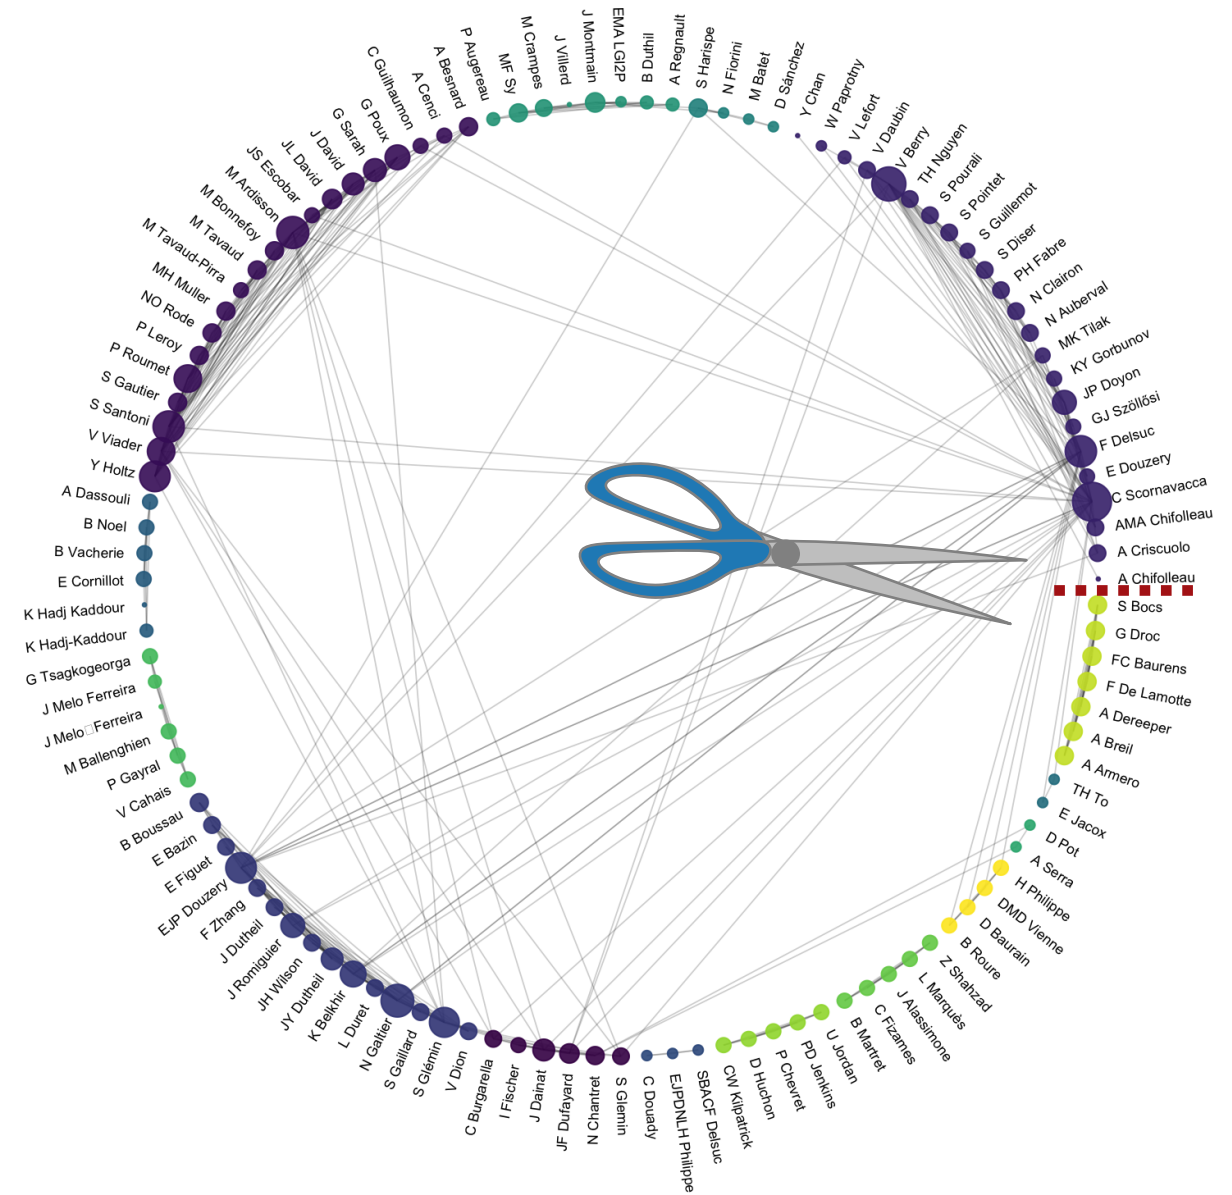 P Augereau
MF Sy
M Crampes
J Villerd
J Montmain
EMA LGI2P
B Duthil
A Regnault
S Harispe
N Fiorini
M Batet
D Sánchez
Y Chan
W Paprotny
V Lefort
V Daubin
V Berry
TH Nguyen
S Pourali
S Pointet
S Guillemot
S Diser
PH Fabre
N Clairon
N Auberval
MK Tilak
KY Gorbunov
JP Doyon
GJ Szöllősi
F Delsuc
E Douzery
C Scornavacca
AMA Chifolleau
A Criscuolo
A Chifolleau
S Bocs
G Droc
FC Baurens
F De Lamotte
A Dereeper
A Breil
A Armero
TH To
E Jacox
D Pot
A Serra
H Philippe
DMD Vienne
D Baurain
B Roure
Z Shahzad
L Marquès
J Alassimone
C Fizames
B Martret
U Jordan
PD Jenkins
P Chevret
D Huchon
CW Kilpatrick
SBACF Delsuc
EJPDNLH Philippe
C Douady
S Glemin
N Chantret
JF Dufayard
J Dainat
I Fischer
C Burgarella
V Dion
S Glémin
S Gaillard
N Galtier
L Duret
K Belkhir
JY Dutheil
JH Wilson
J Romiguier
J Dutheil
F Zhang
EJP Douzery
E Figuet
E Bazin
B Boussau
V Cahais
P Gayral
M Ballenghien
J Melo□Ferreira
J Melo Ferreira
G Tsagkogeorga
K Hadj-Kaddour
K Hadj Kaddour
E Cornillot
B Vacherie
B Noel
A Dassouli
Y Holtz
V Viader
S Santoni
S Gautier
P Roumet
P Leroy
NO Rode
MH Muller
M Tavaud-Pirra
M Tavaud
M Bonnefoy
M Ardisson
JS Escobar
JL David
J David
G Sarah
G Poux
C Guilhaumon
A Cenci
A Besnard